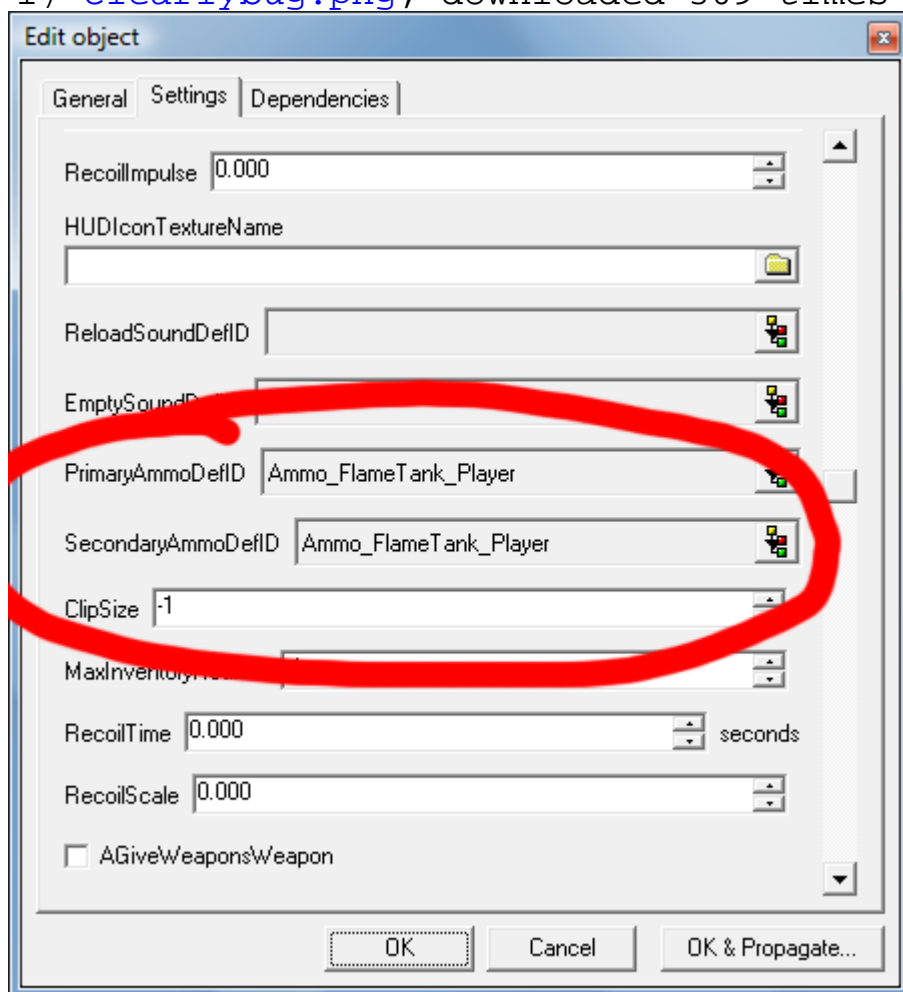 Edit object
General Settings Dependencies
RecoilImpulse 0.000
HUDIconTextureName
ReloadSoundDefID
PrimaryAmmoDefID Ammo_FlameTank_Player
SecondaryAmmoDefID Ammo_FlameTank_Player
ClipSize -1
RecoilTime 0.000 seconds
RecoilScale 0.000
AGiveWeaponsWeapon
OK Cancel OK & Propagate...